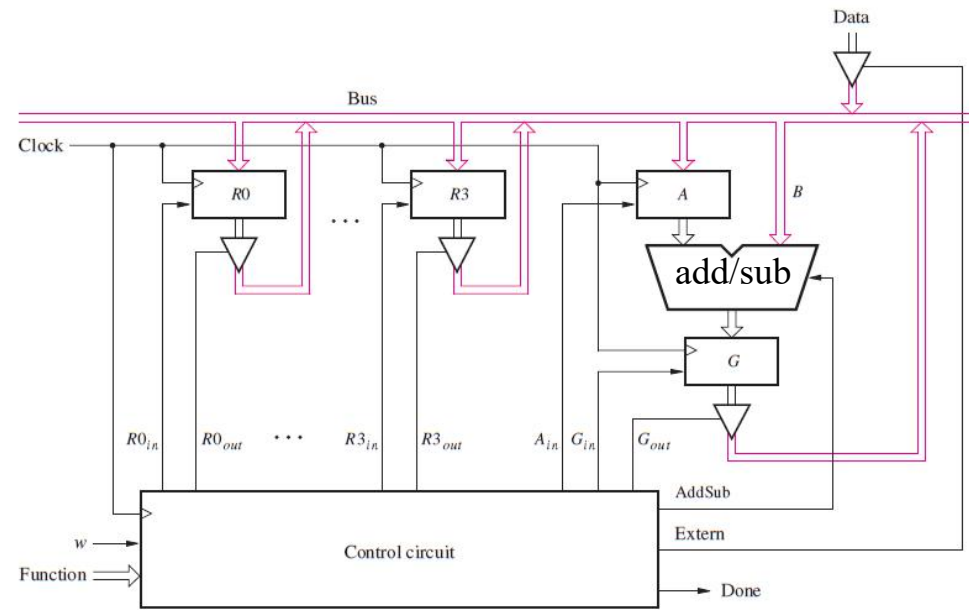 Data
Bus
Clock
R0
R3
A
B
...
add/sub
G
R0in
R0out
...
R3in
R3out
Ain
Gin
Gout
AddSub
w
Control circuit
Extern
Function
Done